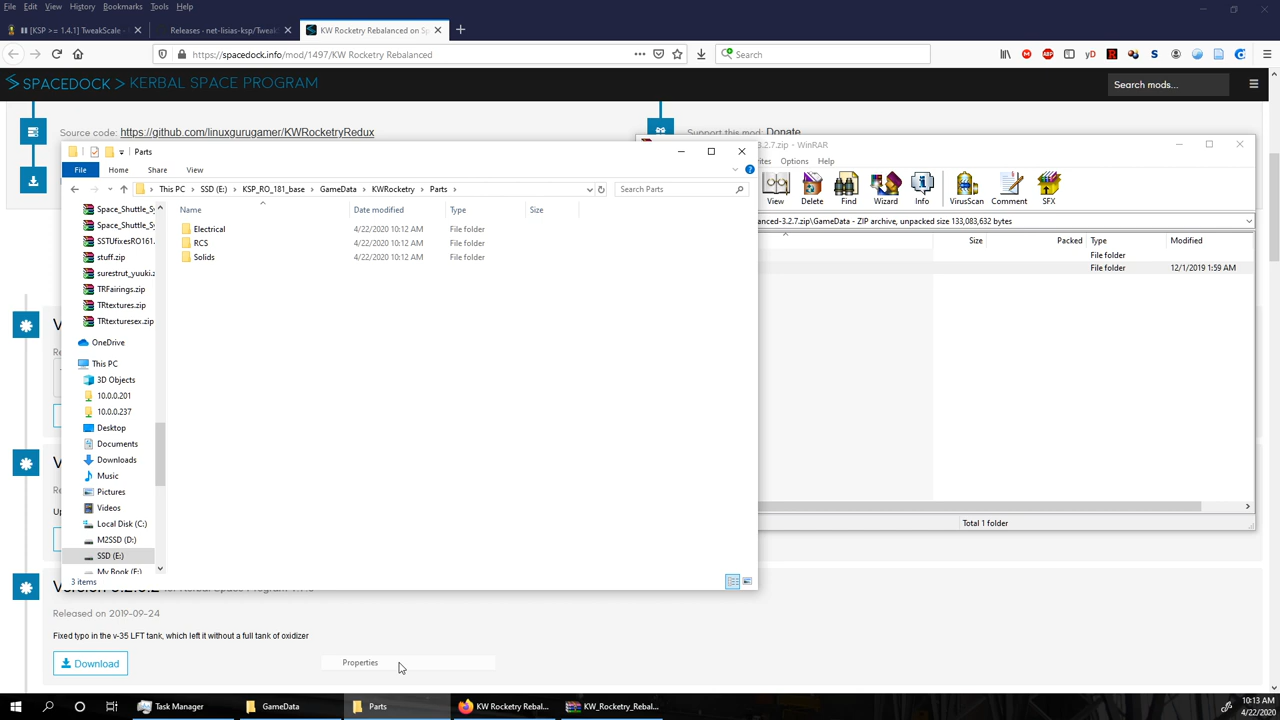 File Edit View History Bookmarks Tools Help
[KSP >= 1.4.1] TweakScale -
Releases - net-lisias-ksp/Tweak
KW Rocketry Rebalanced on Sp
https://spacedock.info/mod/1497/KW Rocketry Rebalanced
Search
SPACEDOCK > KERBAL SPACE PROGRAM
Search mods...
Source code: https://github.com/linuxgurugamer/KWRocketryRedux
Support this mod: Donate
Parts
3.2.7.zip - WinRAR
File Home Share View
rites Options Help
This PC > SSD (E:) > KSP_RO_181_base > GameData > KWRocketry > Parts >
Search Parts
View Delete Find Wizard Info VirusScan Comment SFX
anced-3.2.7.zip\GameData - ZIP archive, unpacked size 133,083,632 bytes
Name Date modified Type Size
Size Packed Type Modified
Electrical 4/22/2020 10:12 AM File folder
RCS 4/22/2020 10:12 AM File folder
Solids 4/22/2020 10:12 AM File folder
File folder
File folder 12/1/2019 1:59 AM
Space_Shuttle_Sy
Space_Shuttle_Sy
SSTUfixesRO161.
stuff.zip
surestrut_yuuki.z
TRFairings.zip
TRtextures.zip
TRtexturesex.zip
OneDrive
This PC
3D Objects
10.0.0.201
10.0.0.237
Desktop
Documents
Downloads
Music
Pictures
Videos
Local Disk (C:)
M2SSD (D:)
SSD (E:)
My Book (F:)
Total 1 folder
3 items
Released on 2019-09-24
Fixed typo in the v-35 LFT tank, which left it without a full tank of oxidizer
Download
Properties
Task Manager
GameData
Parts
KW Rocketry Rebal...
KW_Rocketry_Rebal...
10:13 AM
4/22/2020